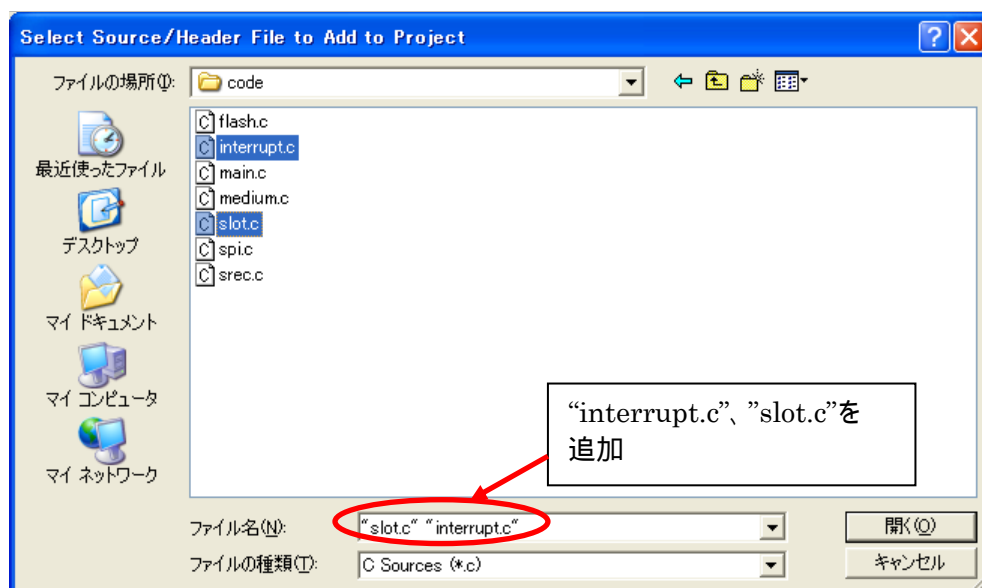 Select Source/Header File to Add to Project
ファイルの場所(I):
code
flash.c
interrupt.c
main.c
medium.c
slot.c
spi.c
srec.c
最近使ったファイル
デスクトップ
マイ ドキュメント
マイ コンピュータ
マイ ネットワーク
“interrupt.c”、”slot.c”を
追加
ファイル名(N):
"slot.c" "interrupt.c"
開く(O)
ファイルの種類(T):
C Sources (*.c)
キャンセル